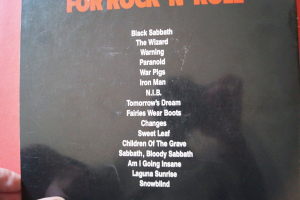 FOR ROCK 'N' ROLL
Black Sabbath
The Wizard
Warning
Paranoid
War Pigs
Iron Man
N.I.B.
Tomorrow's Dream
Fairies Wear Boots
Changes
Sweet Leaf
Children Of The Grave
Sabbath, Bloody Sabbath
Am I Going Insane
Laguna Sunrise
Snowblind